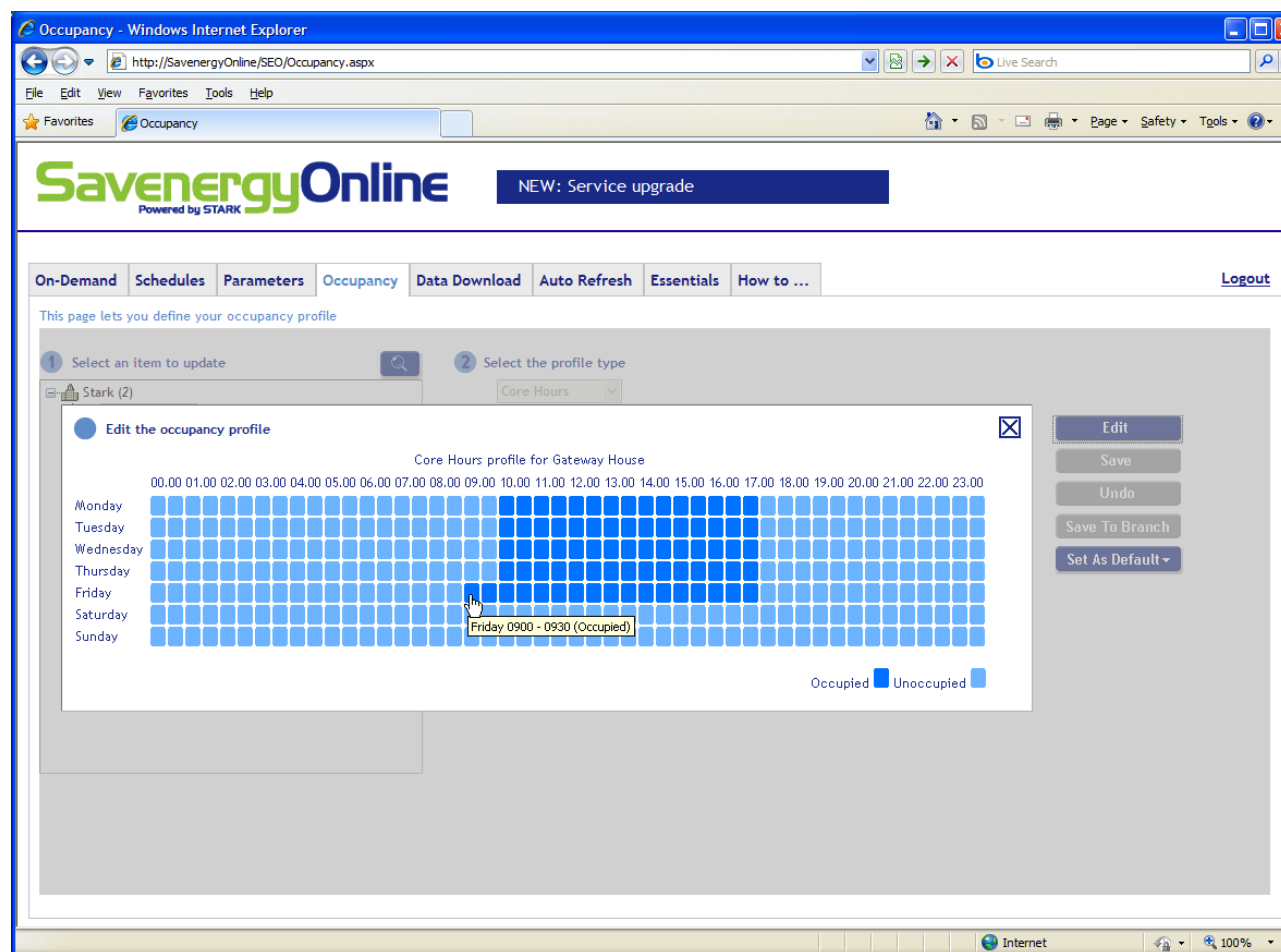 Occupancy - Windows Internet Explorer
http://SavenergyOnline/SEO/Occupancy.aspx
Live Search
File Edit View Favorites Tools Help
Favorites Occupancy Page Safety Tools
SavenergyOnline
Powered by STARK
NEW: Service upgrade
On-Demand Schedules Parameters Occupancy Data Download Auto Refresh Essentials How to ... Logout
This page lets you define your occupancy profile
1 Select an item to update 2 Select the profile type
Stark (2) Core Hours
Edit the occupancy profile
Core Hours profile for Gateway House
00.00 01.00 02.00 03.00 04.00 05.00 06.00 07.00 08.00 09.00 10.00 11.00 12.00 13.00 14.00 15.00 16.00 17.00 18.00 19.00 20.00 21.00 22.00 23.00
Monday
Tuesday
Wednesday
Thursday
Friday
Saturday
Sunday
Friday 0900 - 0930 (Occupied)
Occupied Unoccupied
Edit
Save
Undo
Save To Branch
Set As Default
Internet 100%